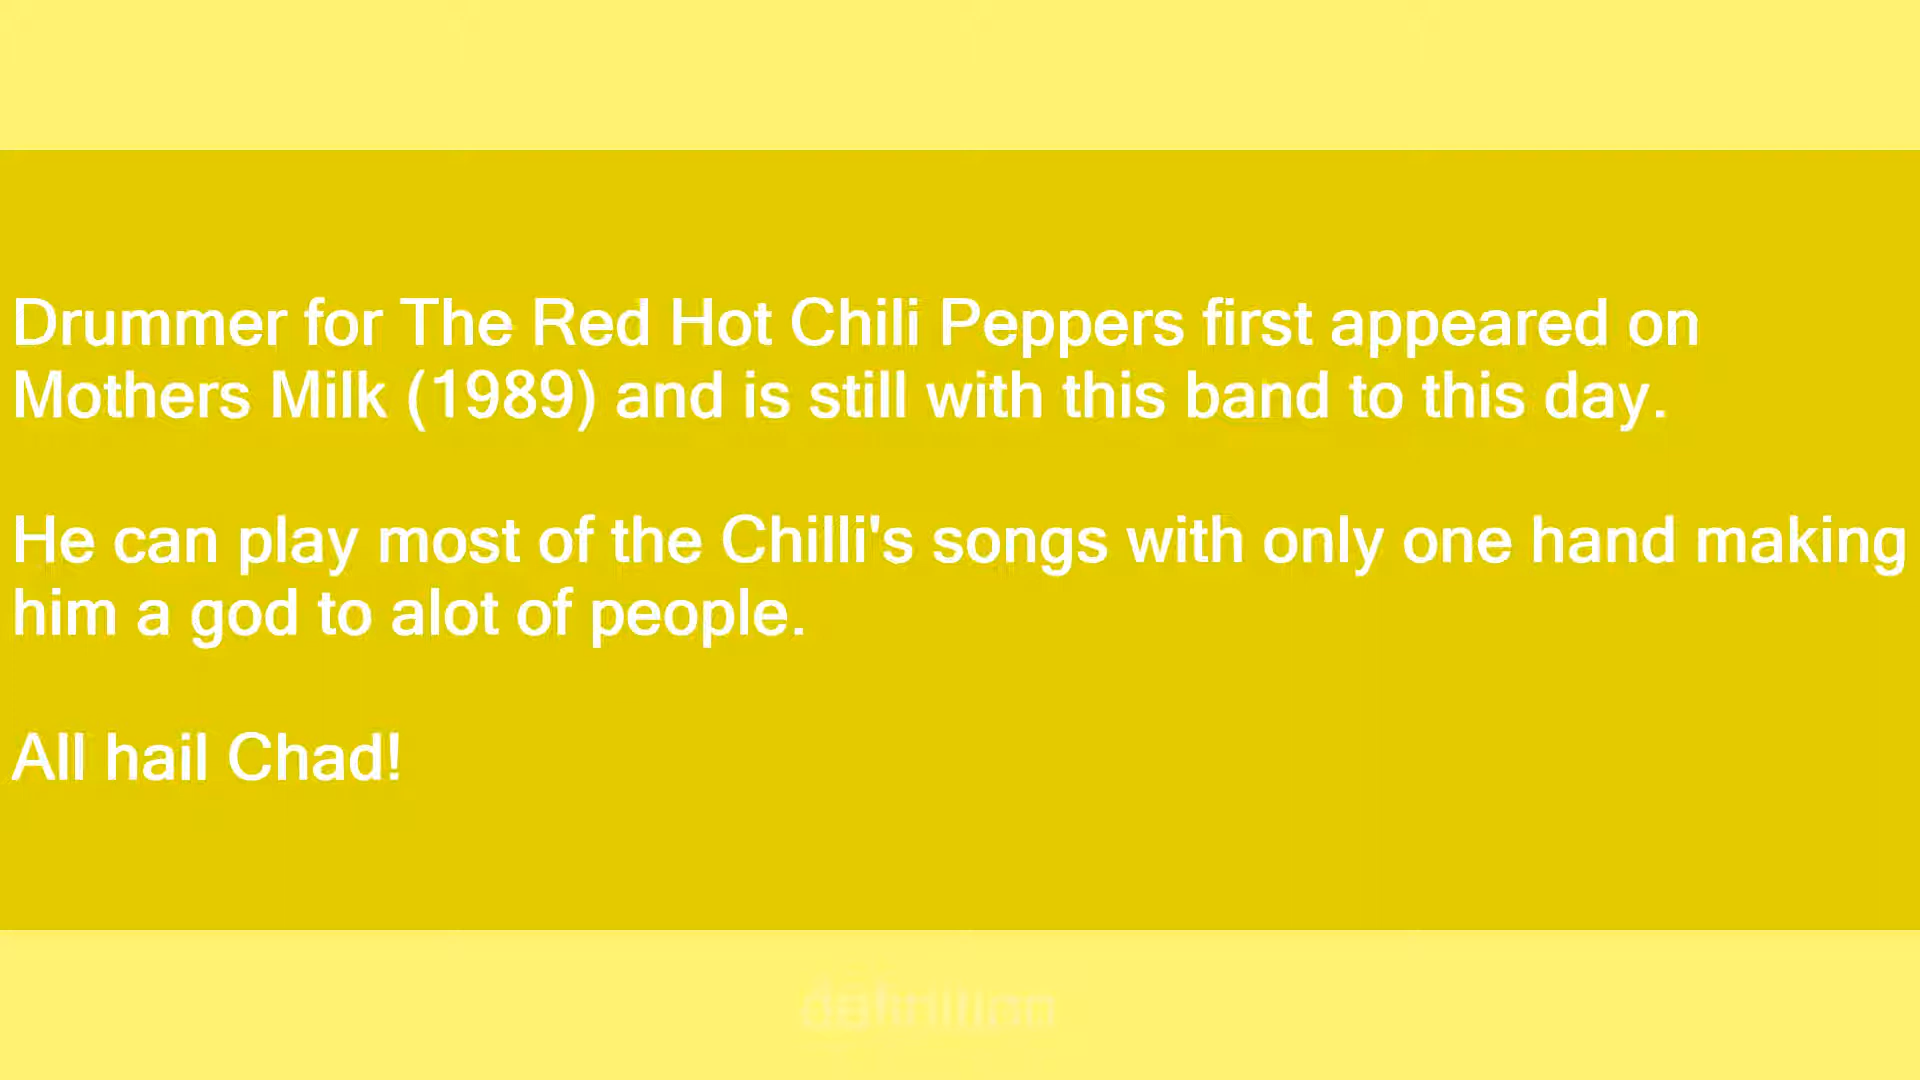 Drummer for The Red Hot Chili Peppers first appeared on
Mothers Milk (1989) and is still with this band to this day.
He can play most of the Chilli's songs with only one hand making
him a god to alot of people.
All hail Chad!
definition